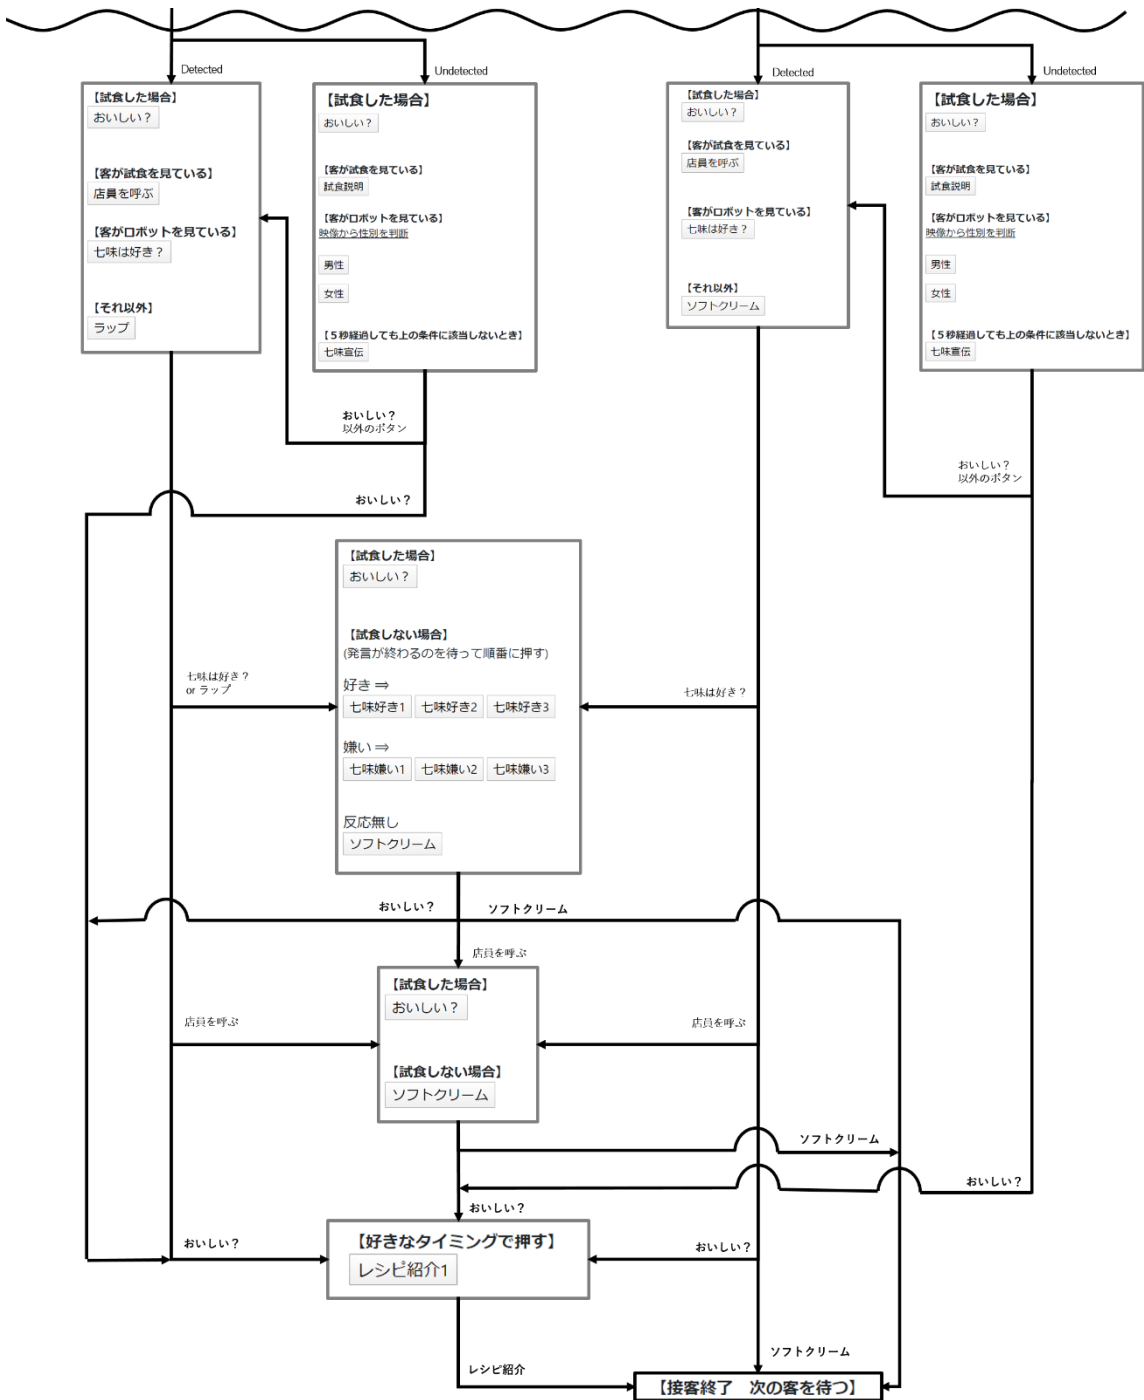 Detected
【試食した場合】
おいしい？
【客が試食を見ている】
店員を呼ぶ
【客がロボットを見ている】
七味は好き？
【それ以外】
ラップ
Undetected
【試食した場合】
おいしい？
【客が試食を見ている】
試食説明
【客がロボットを見ている】
映像から性別を判断
男性
女性
【５秒経過しても上の条件に該当しないとき】
七味宣伝
Detected
【試食した場合】
おいしい？
【客が試食を見ている】
店員を呼ぶ
【客がロボットを見ている】
七味は好き？
【それ以外】
ソフトクリーム
Undetected
【試食した場合】
おいしい？
【客が試食を見ている】
試食説明
【客がロボットを見ている】
映像から性別を判断
男性
女性
【５秒経過しても上の条件に該当しないとき】
七味宣伝
おいしい？
以外のボタン
おいしい？
おいしい？
以外のボタン
【試食した場合】
おいしい？
【試食しない場合】
(発言が終わるのを待って順番に押す)
好き ⇒
七味好き1 七味好き2 七味好き3
嫌い ⇒
七味嫌い1 七味嫌い2 七味嫌い3
反応無し
ソフトクリーム
七味は好き？
or ラップ
七味は好き？
おいしい？ ソフトクリーム
店員を呼ぶ
【試食した場合】
おいしい？
【試食しない場合】
ソフトクリーム
店員を呼ぶ
店員を呼ぶ
ソフトクリーム
おいしい？
おいしい？
おいしい？
【好きなタイミングで押す】
レシピ紹介1
おいしい？
レシピ紹介
ソフトクリーム
【接客終了　次の客を待つ】